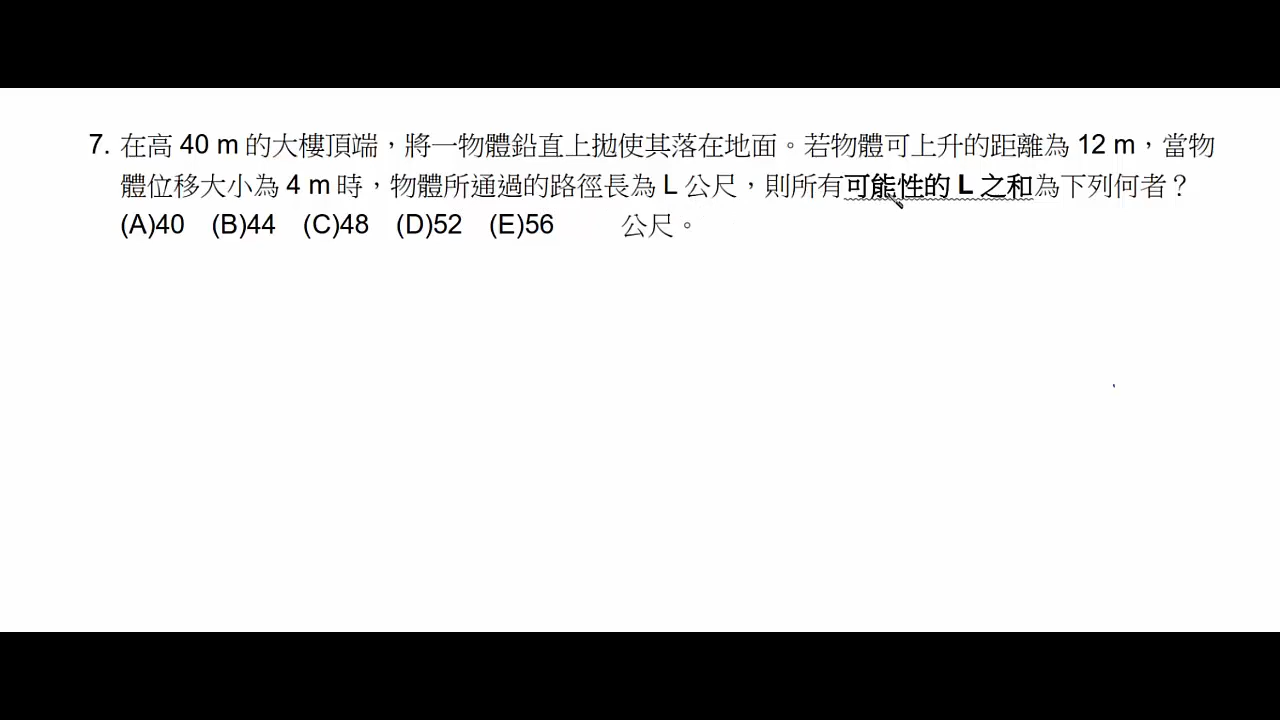 7. 在高 40 m 的大樓頂端，將一物體鉛直上拋使其落在地面。若物體可上升的距離為 12 m，當物
體位移大小為 4 m 時，物體所通過的路徑長為 L 公尺，則所有可能性的 L 之和為下列何者？
(A)40 (B)44 (C)48 (D)52 (E)56 公尺。